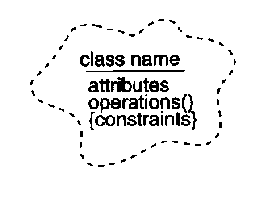 class name
attributes
operations()
{constraints}